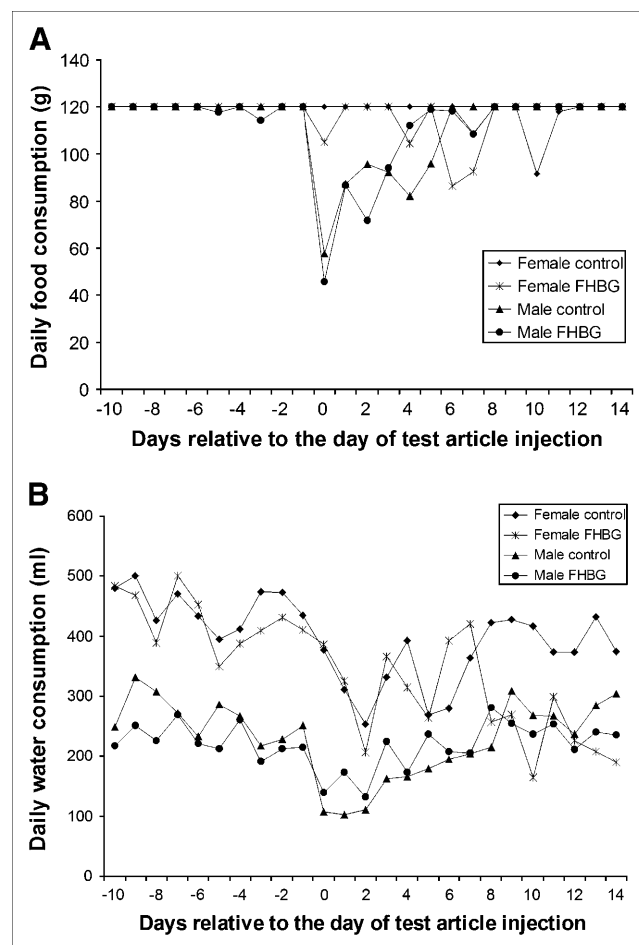 A
140
120
100
80
60
40
20
0
Daily food consumption (g)
Female control
Female FHBG
Male control
Male FHBG
-10 -8 -6 -4 -2 0 2 4 6 8 10 12 14
Days relative to the day of test article injection
B
600
500
400
300
200
100
0
Daily water consumption (ml)
Female control
Female FHBG
Male control
Male FHBG
-10 -8 -6 -4 -2 0 2 4 6 8 10 12 14
Days relative to the day of test article injection